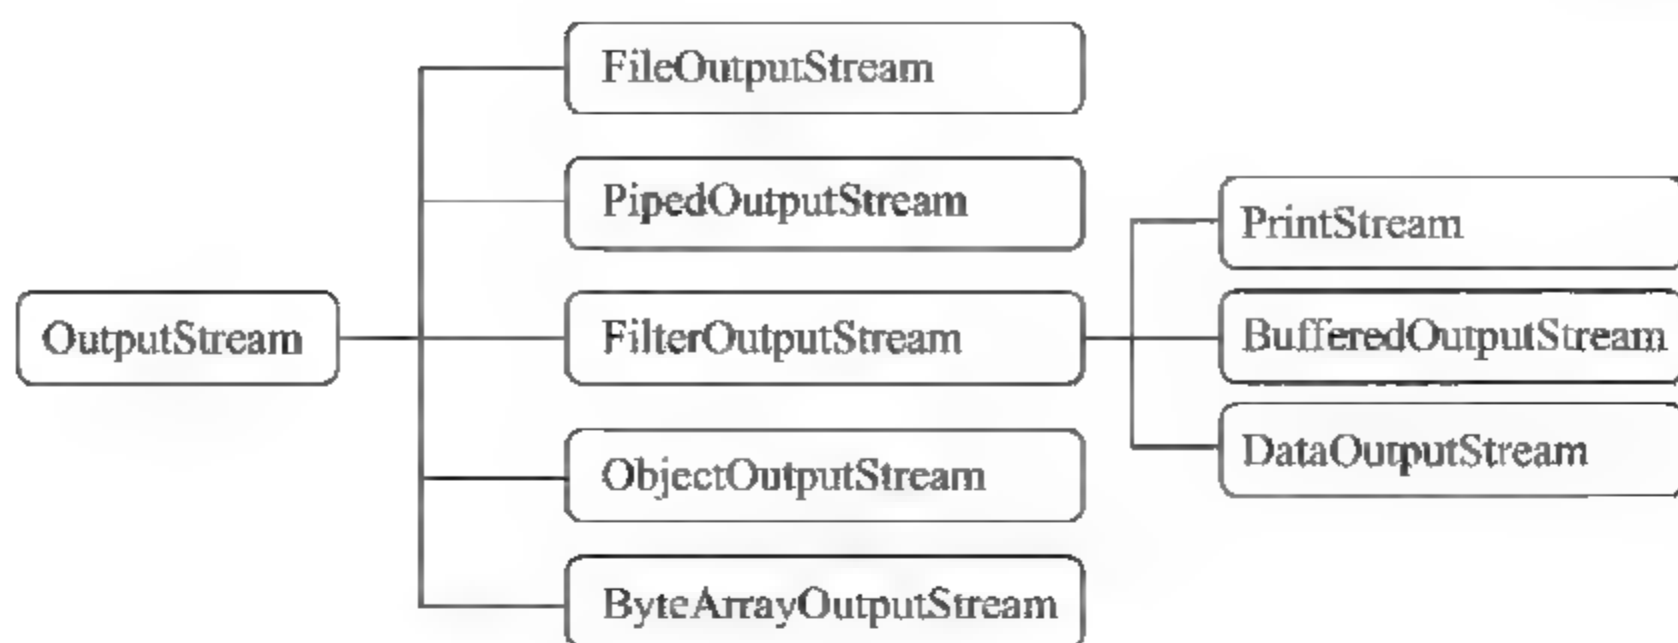 OutputStream
FileOutputStream
PipedOutputStream
FilterOutputStream
ObjectOutputStream
ByteArrayOutputStream
PrintStream
BufferedOutputStream
DataOutputStream